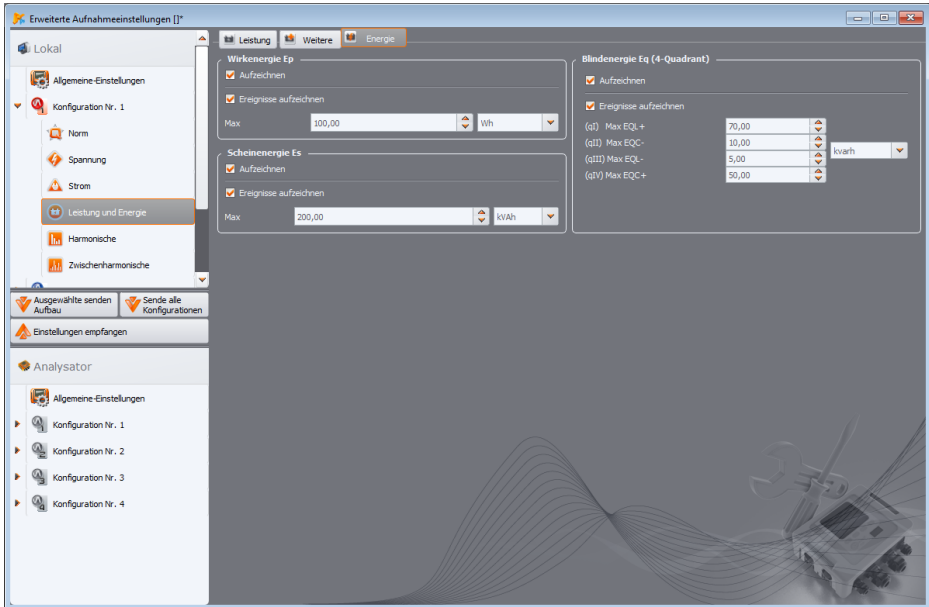 Erweiterte Aufnahmeeinstellungen []*
Lokal
Allgemeine-Einstellungen
Konfiguration Nr. 1
Norm
Spannung
Strom
Leistung und Energie
Harmonische
Zwischenharmonische
Ausgewählte senden
Aufbau
Sende alle
Konfigurationen
Einstellungen empfangen
Analysator
Allgemeine-Einstellungen
Konfiguration Nr. 1
Konfiguration Nr. 2
Konfiguration Nr. 3
Konfiguration Nr. 4
Leistung Weitere Energie
Wirkenergie Ep
Aufzeichnen
Ereignisse aufzeichnen
Max 100,00 Wh
Scheinenergie Es
Aufzeichnen
Ereignisse aufzeichnen
Max 200,00 kVAh
Blindenergie Eq (4-Quadrant)
Aufzeichnen
Ereignisse aufzeichnen
(qI) Max EQL+ 70,00
(qII) Max EQC- 10,00
kvarh
(qIII) Max EQL- 5,00
(qIV) Max EQC+ 50,00